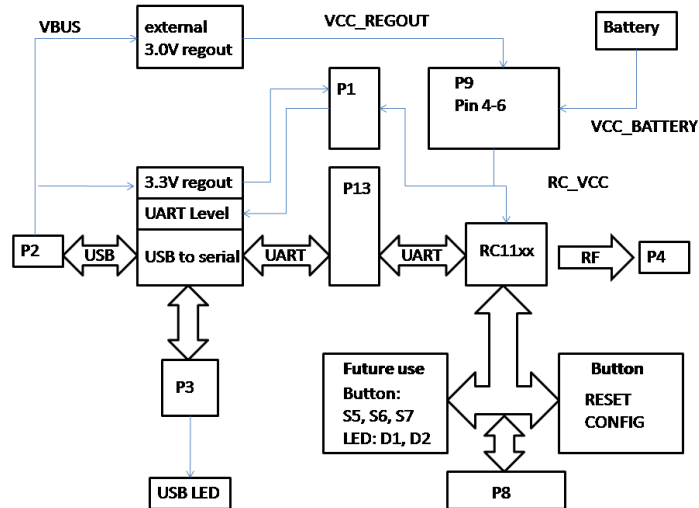 VBUS
external
3.0V regout
VCC_REGOUT
Battery
P1
P9
Pin 4-6
VCC_BATTERY
3.3V regout
UART Level
USB to serial
P13
RC_VCC
P2
USB
UART
UART
RC11xx
RF
P4
P3
Future use
Button:
S5, S6, S7
LED: D1, D2
Button
RESET
CONFIG
USB LED
P8